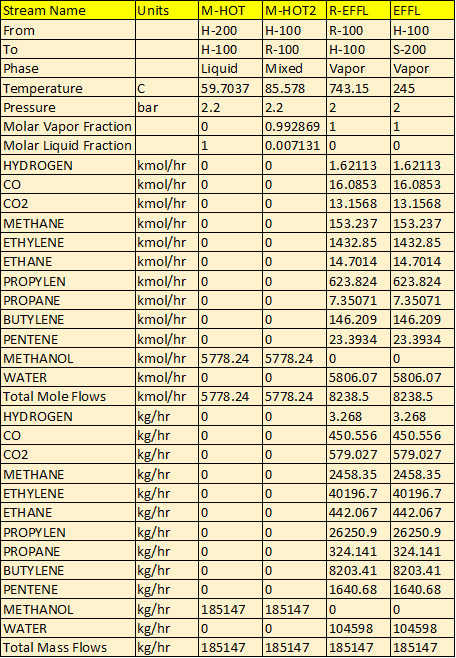 Stream Name Units M-HOT M-HOT2 R-EFFL EFFL
From H-200 H-100 R-100 H-100
To H-100 R-100 H-100 S-200
Phase Liquid Mixed Vapor Vapor
Temperature C 59.7037 85.578 743.15 245
Pressure bar 2.2 2.2 2 2
Molar Vapor Fraction 0 0.992869 1 1
Molar Liquid Fraction 1 0.007131 0 0
HYDROGEN kmol/hr 0 0 1.62113 1.62113
CO kmol/hr 0 0 16.0853 16.0853
CO2 kmol/hr 0 0 13.1568 13.1568
METHANE kmol/hr 0 0 153.237 153.237
ETHYLENE kmol/hr 0 0 1432.85 1432.85
ETHANE kmol/hr 0 0 14.7014 14.7014
PROPYLEN kmol/hr 0 0 623.824 623.824
PROPANE kmol/hr 0 0 7.35071 7.35071
BUTYLENE kmol/hr 0 0 146.209 146.209
PENTENE kmol/hr 0 0 23.3934 23.3934
METHANOL kmol/hr 5778.24 5778.24 0 0
WATER kmol/hr 0 0 5806.07 5806.07
Total Mole Flows kmol/hr 5778.24 5778.24 8238.5 8238.5
HYDROGEN kg/hr 0 0 3.268 3.268
CO kg/hr 0 0 450.556 450.556
CO2 kg/hr 0 0 579.027 579.027
METHANE kg/hr 0 0 2458.35 2458.35
ETHYLENE kg/hr 0 0 40196.7 40196.7
ETHANE kg/hr 0 0 442.067 442.067
PROPYLEN kg/hr 0 0 26250.9 26250.9
PROPANE kg/hr 0 0 324.141 324.141
BUTYLENE kg/hr 0 0 8203.41 8203.41
PENTENE kg/hr 0 0 1640.68 1640.68
METHANOL kg/hr 185147 185147 0 0
WATER kg/hr 0 0 104598 104598
Total Mass Flows kg/hr 185147 185147 185147 185147